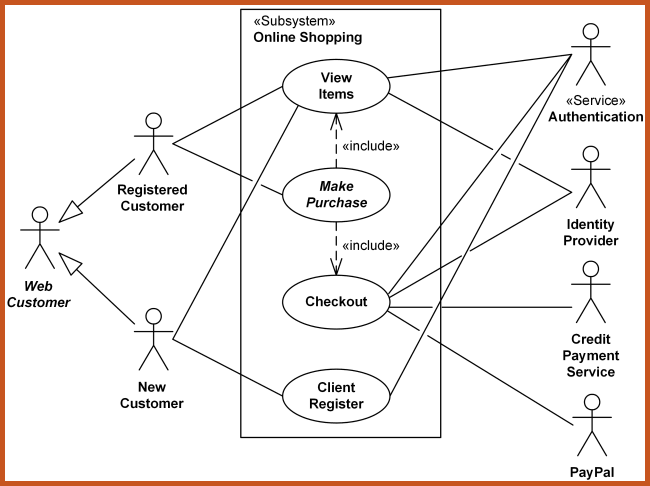 «Subsystem»
Online Shopping
View
Items
«Service»
Authentication
«include»
Registered
Customer
Make
Purchase
Identity
Provider
«include»
Web
Customer
Checkout
Credit
Payment
Service
New
Customer
Client
Register
PayPal